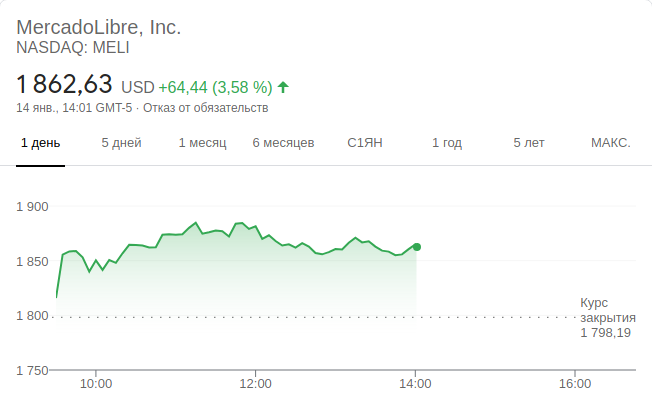 MercadoLibre, Inc.
NASDAQ: MELI
1 862,63 USD +64,44 (3,58 %)
14 янв., 14:01 GMT-5 · Отказ от обязательств
1 день 5 дней 1 месяц 6 месяцев С1ЯН 1 год 5 лет МАКС.
1 900
1 850
1 800
Курс
закрытия
1 798,19
1 750
10:00 12:00 14:00 16:00